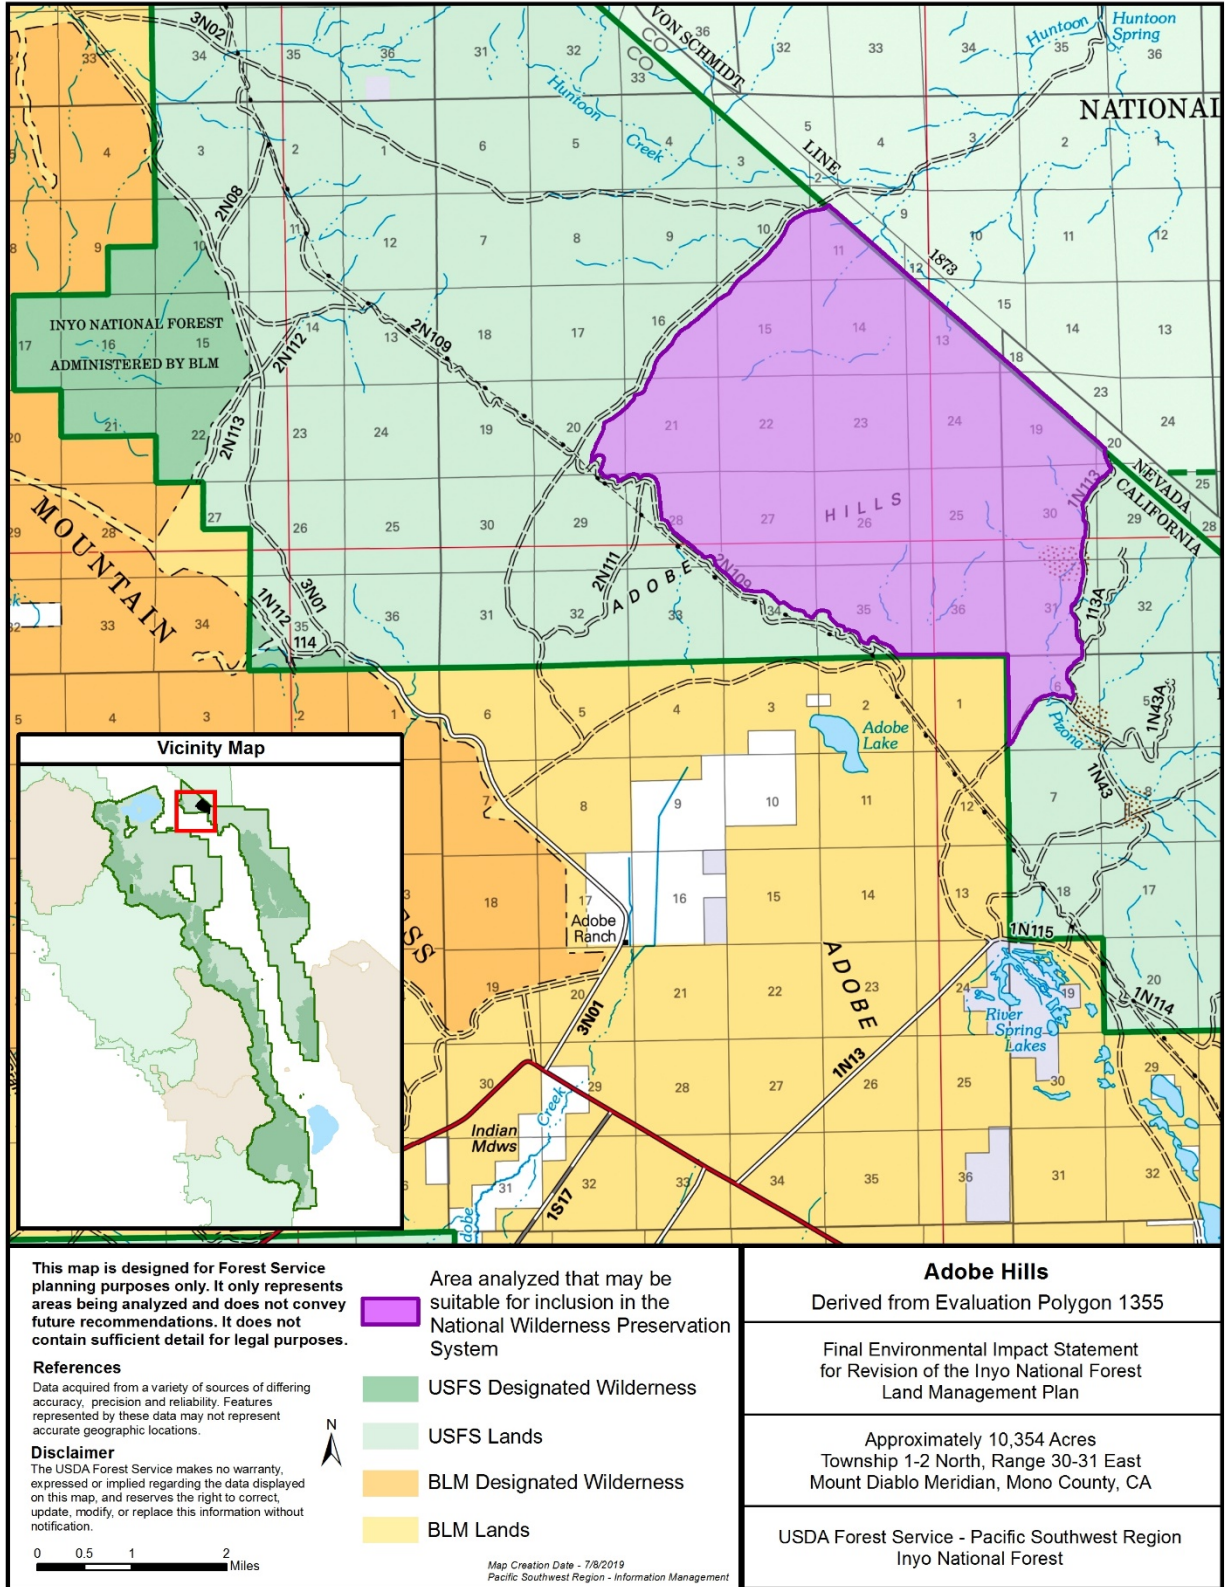 3N02
VON SCHMIDT
CO
CO
Huntoon
Huntoon
Spring
NATIONAL
Huntoon
Creek
LINE
1873
2N08
INYO NATIONAL FOREST
ADMINISTERED BY BLM
2N112
2N109
2N113
1N113
NEVADA
CALIFORNIA
HILLS
MOUNTAIN
2N111
ADOBE
2N109
3N01
1N112
114
113A
1N43A
Pizona
1N43
Adobe
Lake
Vicinity Map
ESS
Adobe
Ranch
ADOBE
1N115
1N114
River
Spring
Lakes
3N01
1N13
Indian
Mdws
Creek
1S17
This map is designed for Forest Service
planning purposes only. It only represents
areas being analyzed and does not convey
future recommendations. It does not
contain sufficient detail for legal purposes.
References
Data acquired from a variety of sources of differing
accuracy, precision and reliability. Features
represented by these data may not represent
accurate geographic locations.
Disclaimer
The USDA Forest Service makes no warranty,
expressed or implied regarding the data displayed
on this map, and reserves the right to correct,
update, modify, or replace this information without
notification.
N
0 0.5 1 2
Miles
Area analyzed that may be
suitable for inclusion in the
National Wilderness Preservation
System
USFS Designated Wilderness
USFS Lands
BLM Designated Wilderness
BLM Lands
Map Creation Date - 7/8/2019
Pacific Southwest Region - Information Management
Adobe Hills
Derived from Evaluation Polygon 1355
Final Environmental Impact Statement
for Revision of the Inyo National Forest
Land Management Plan
Approximately 10,354 Acres
Township 1-2 North, Range 30-31 East
Mount Diablo Meridian, Mono County, CA
USDA Forest Service - Pacific Southwest Region
Inyo National Forest